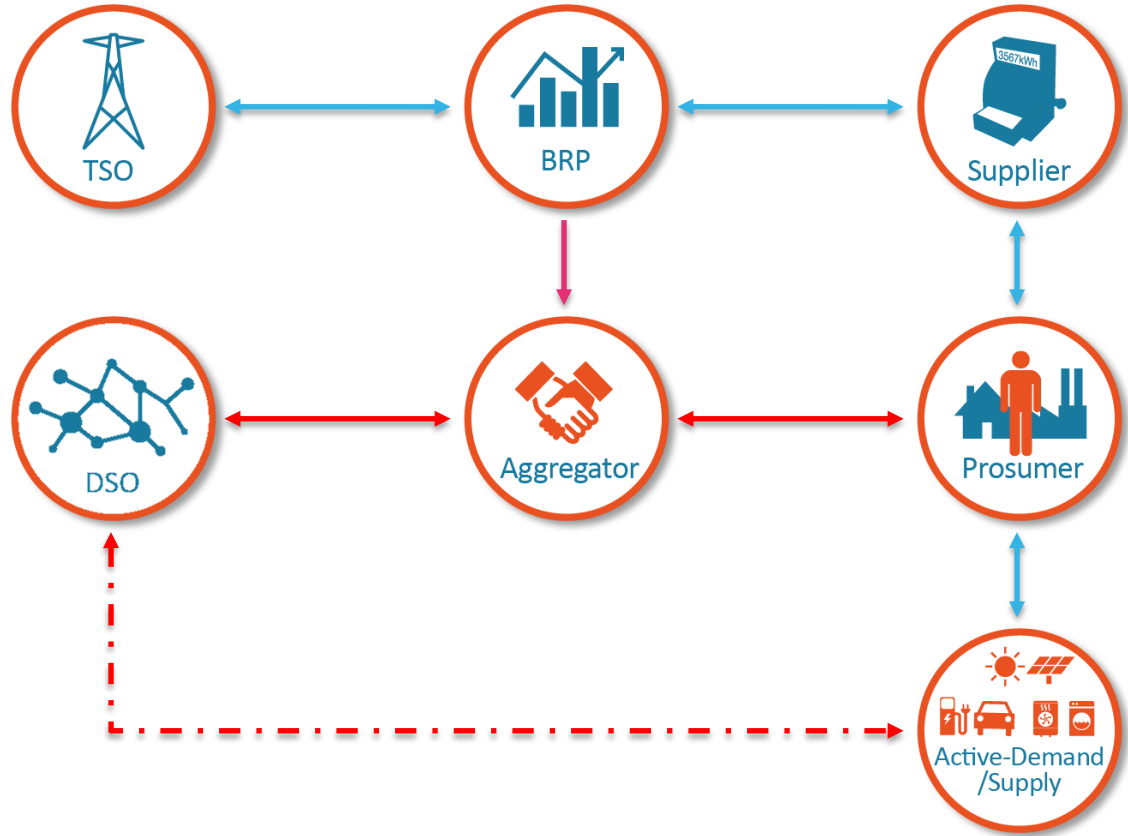 TSO
BRP
3567kWh
Supplier
DSO
Aggregator
Prosumer
Active-Demand
/Supply